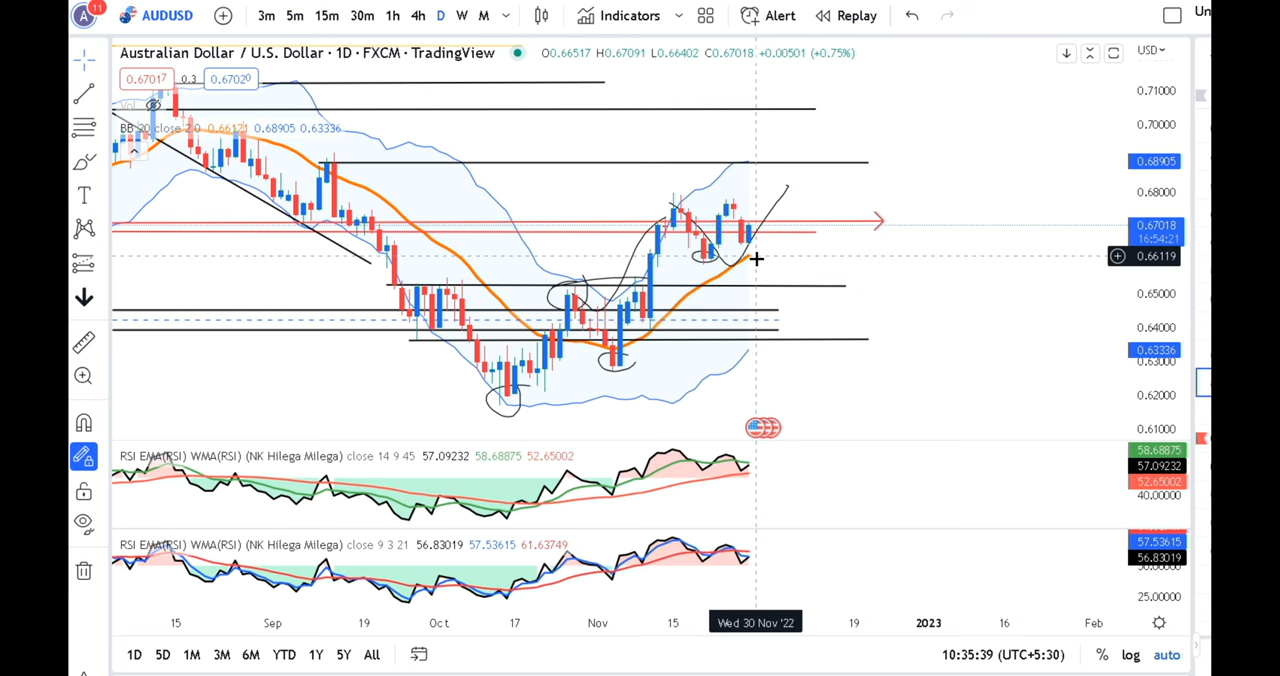 A 11 AUDUSD 3m 5m 15m 30m 1h 4h D W M Indicators Alert Replay Un
Australian Dollar / U.S. Dollar · 1D · FXCM · TradingView O0.66517 H0.67091 L0.66402 C0.67018 +0.00501 (+0.75%) USD
0.67017 0.3 0.67020
Vol
BB 20 close 2 0 0.66121 0.68905 0.63336
0.71000
0.70000
0.68905
0.68000
0.67018
16:54:21
0.66119
0.65000
0.64000
0.63336
0.63000
0.62000
0.61000
RSI EMA(RSI) WMA(RSI) (NK Hilega Milega) close 14 9 45 57.09232 58.68875 52.65002
58.68875
57.09232
52.65002
40.00000
RSI EMA(RSI) WMA(RSI) (NK Hilega Milega) close 9 3 21 56.83019 57.53615 61.63749
57.53615
56.83019
25.00000
15 Sep 19 Oct 17 Nov 15 Wed 30 Nov '22 19 2023 16 Feb
1D 5D 1M 3M 6M YTD 1Y 5Y All 10:35:39 (UTC+5:30) % log auto